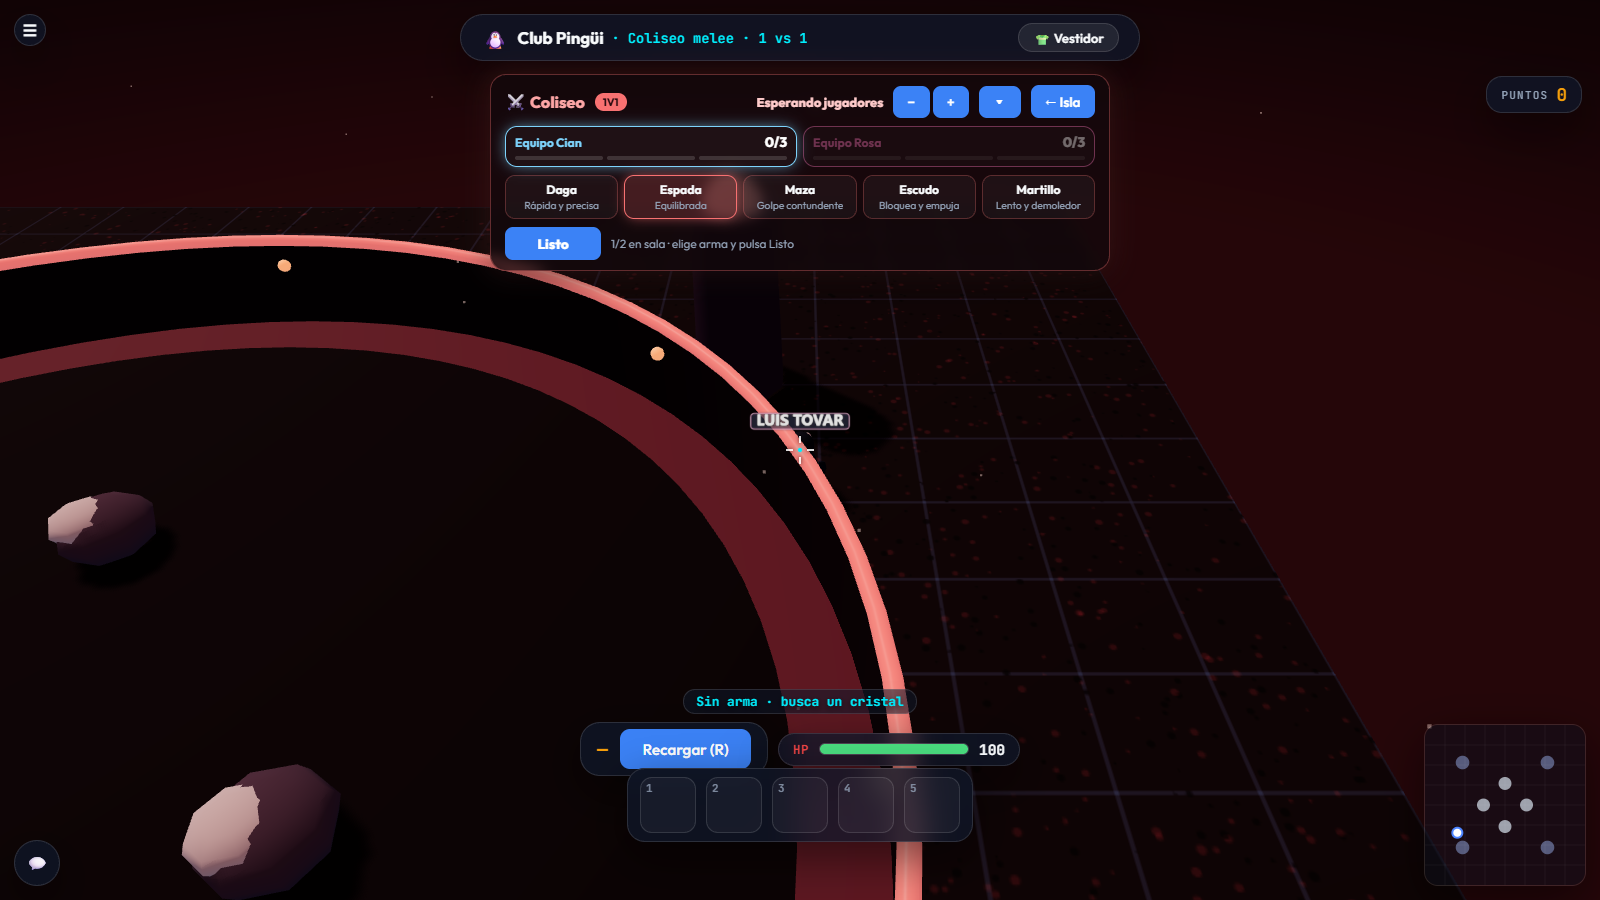 Club Pingüi · Coliseo melee · 1 vs 1
Vestidor
PUNTOS 0
Coliseo 1V1
Esperando jugadores
− + ▾ ← Isla
Equipo Cian 0/3
Equipo Rosa 0/3
Daga
Rápida y precisa
Espada
Equilibrada
Maza
Golpe contundente
Escudo
Bloquea y empuja
Martillo
Lento y demoledor
Listo
1/2 en sala · elige arma y pulsa Listo
LUIS TOVAR
Sin arma · busca un cristal
— Recargar (R)
HP 100
1 2 3 4 5